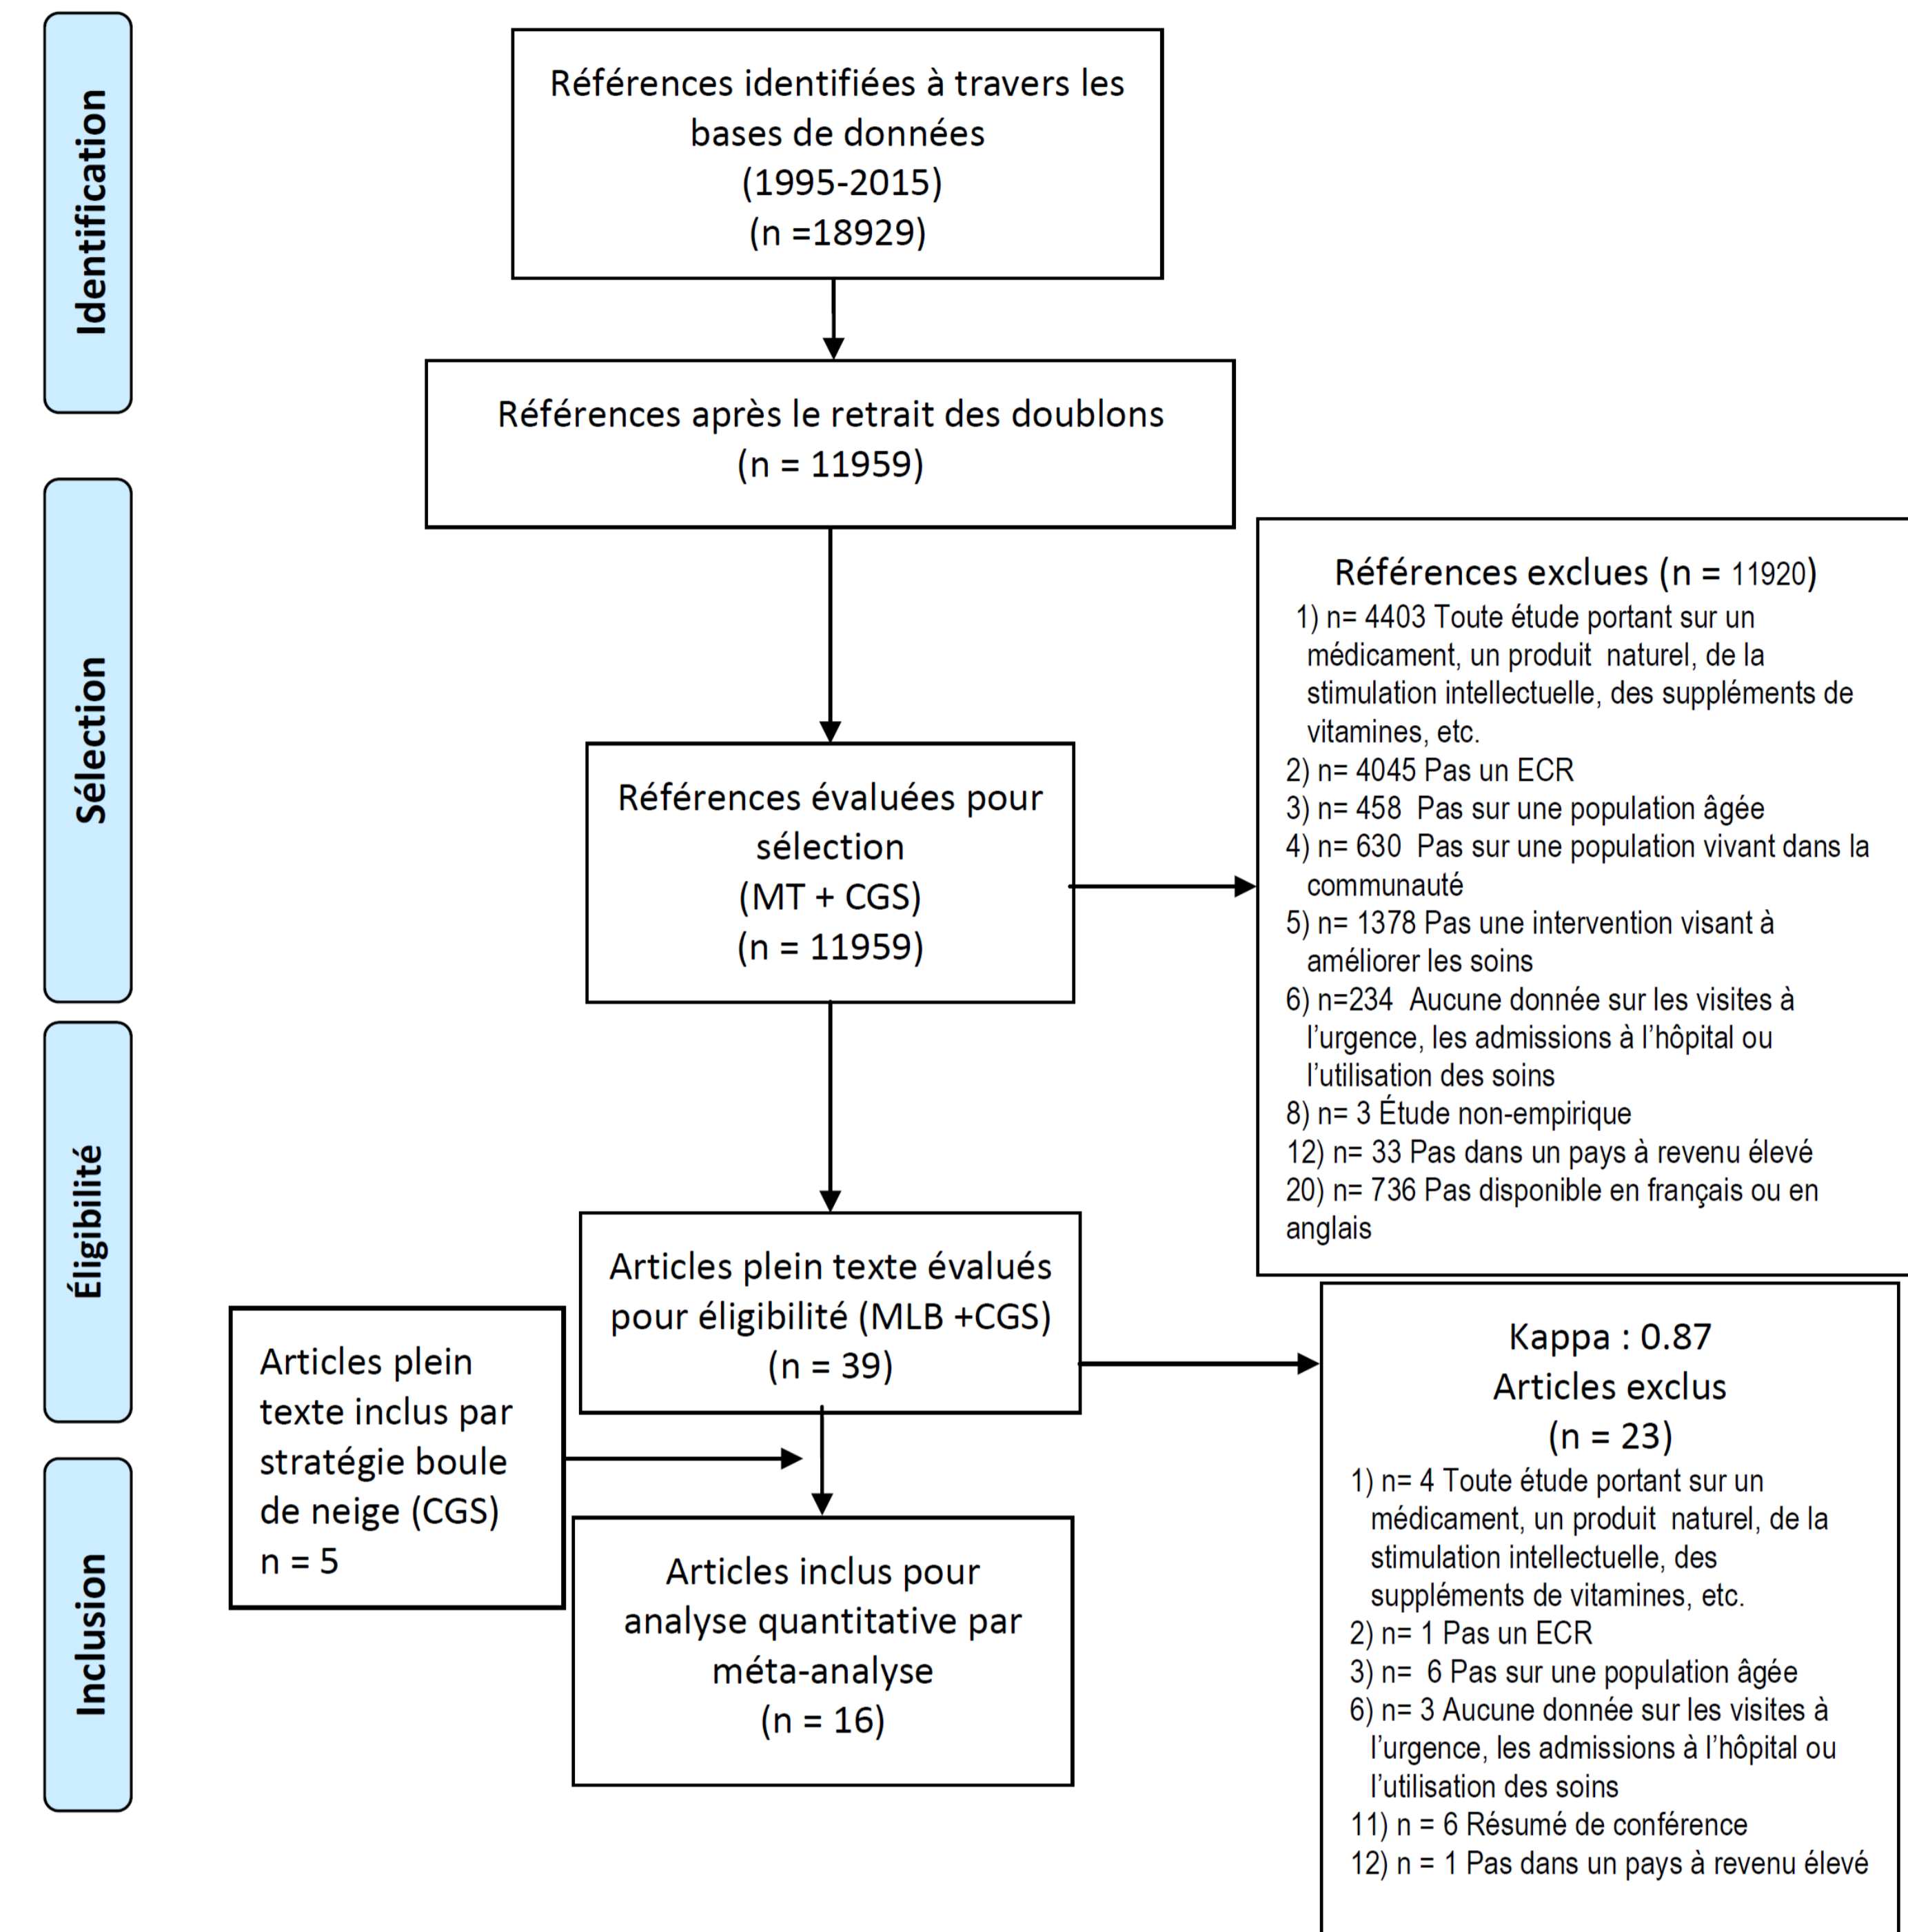 Identification
Références identifiées à travers les
bases de données
(1995-2015)
(n =18929)
Références après le retrait des doublons
(n = 11959)
Sélection
Références évaluées pour
sélection
(MT + CGS)
(n = 11959)
Références exclues (n = 11920)
1) n= 4403 Toute étude portant sur un
médicament, un produit naturel, de la
stimulation intellectuelle, des suppléments de
vitamines, etc.
2) n= 4045 Pas un ECR
3) n= 458 Pas sur une population âgée
4) n= 630 Pas sur une population vivant dans la
communauté
5) n= 1378 Pas une intervention visant à
améliorer les soins
6) n=234 Aucune donnée sur les visites à
l’urgence, les admissions à l’hôpital ou
l’utilisation des soins
8) n= 3 Étude non-empirique
12) n= 33 Pas dans un pays à revenu élevé
20) n= 736 Pas disponible en français ou en
anglais
Éligibilité
Articles plein texte évalués
pour éligibilité (MLB +CGS)
(n = 39)
Articles plein
texte inclus par
stratégie boule
de neige (CGS)
n = 5
Kappa : 0.87
Articles exclus
(n = 23)
1) n= 4 Toute étude portant sur un
médicament, un produit naturel, de la
stimulation intellectuelle, des
suppléments de vitamines, etc.
2) n= 1 Pas un ECR
3) n= 6 Pas sur une population âgée
6) n= 3 Aucune donnée sur les visites à
l’urgence, les admissions à l’hôpital ou
l’utilisation des soins
11) n = 6 Résumé de conférence
12) n = 1 Pas dans un pays à revenu élevé
Inclusion
Articles inclus pour
analyse quantitative par
méta-analyse
(n = 16)